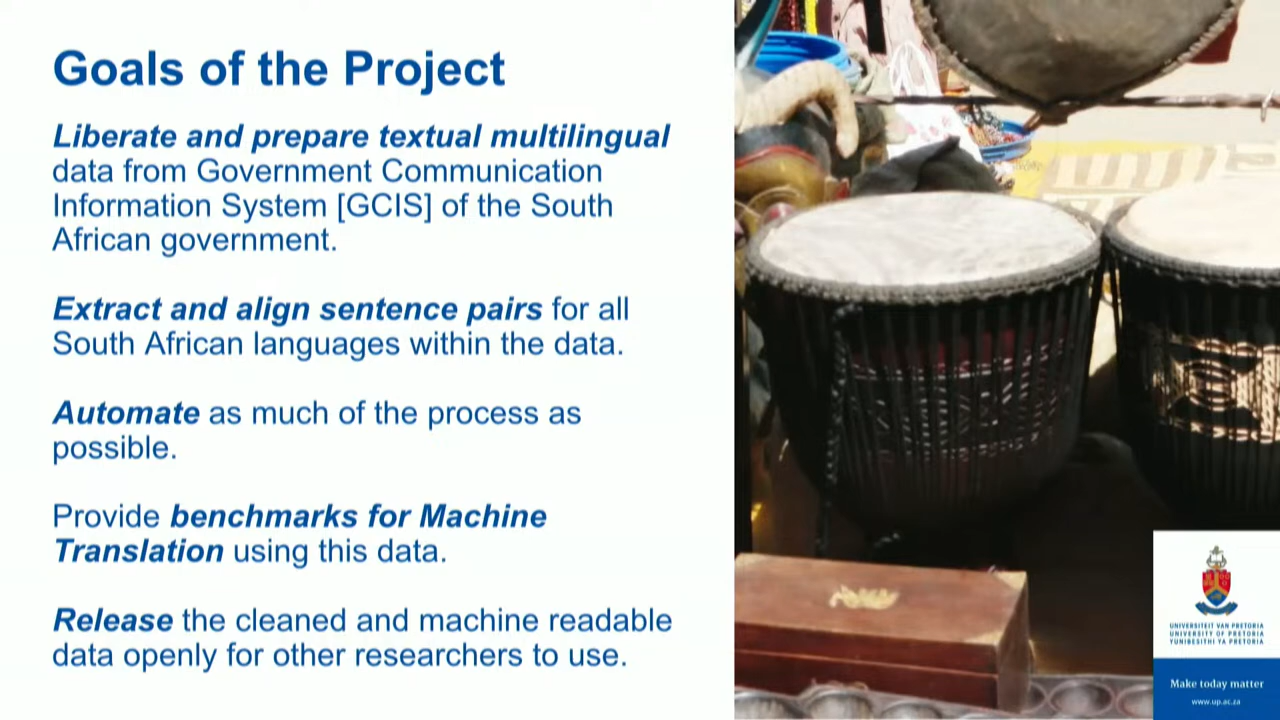 Goals of the Project
Liberate and prepare textual multilingual
data from Government Communication
Information System [GCIS] of the South
African government.
Extract and align sentence pairs for all
South African languages within the data.
Automate as much of the process as
possible.
Provide benchmarks for Machine
Translation using this data.
Release the cleaned and machine readable
data openly for other researchers to use.
UNIVERSITEIT VAN PRETORIA
UNIVERSITY OF PRETORIA
YUNIBESITHI YA PRETORIA
Make today matter
www.up.ac.za